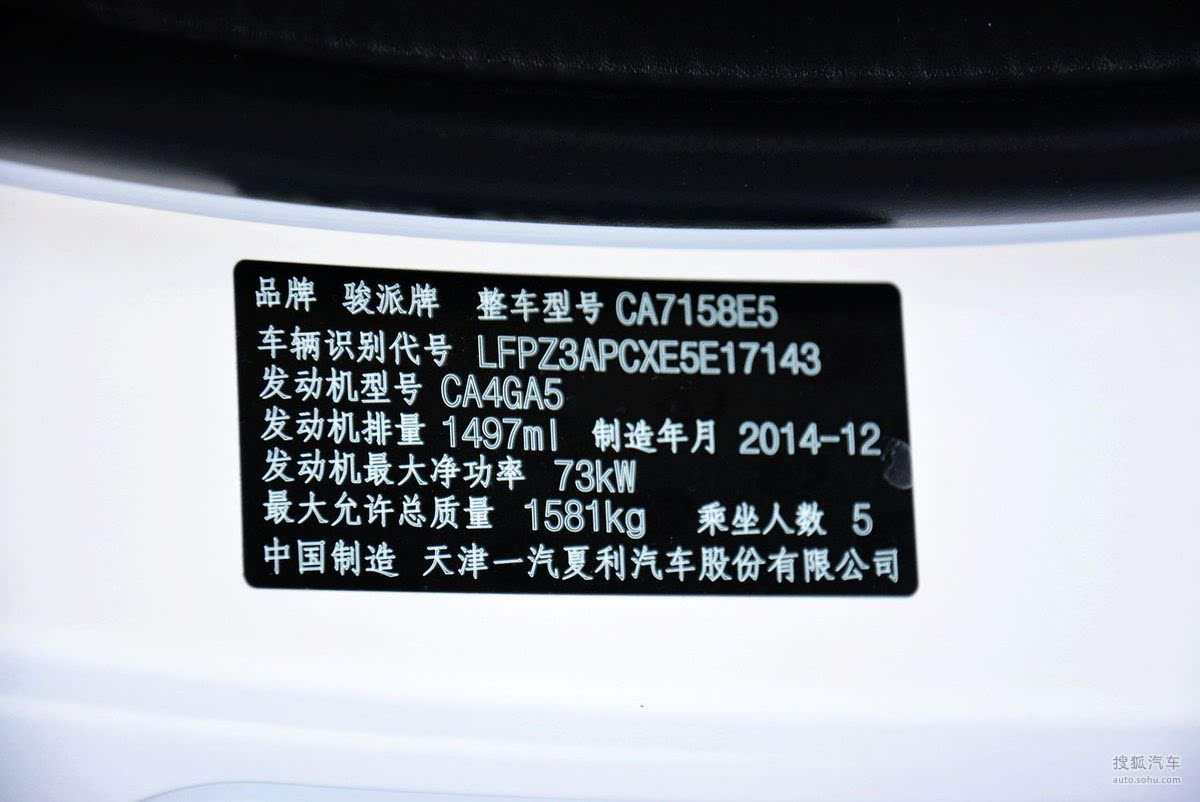 品牌 骏派牌 整车型号 CA7158E5
车辆识别代号 LFPZ3APCXE5E17143
发动机型号 CA4GA5
发动机排量 1497ml 制造年月 2014-12
发动机最大净功率 73kW
最大允许总质量 1581kg 乘坐人数 5
中国制造 天津一汽夏利汽车股份有限公司
搜狐汽车
auto.sohu.com